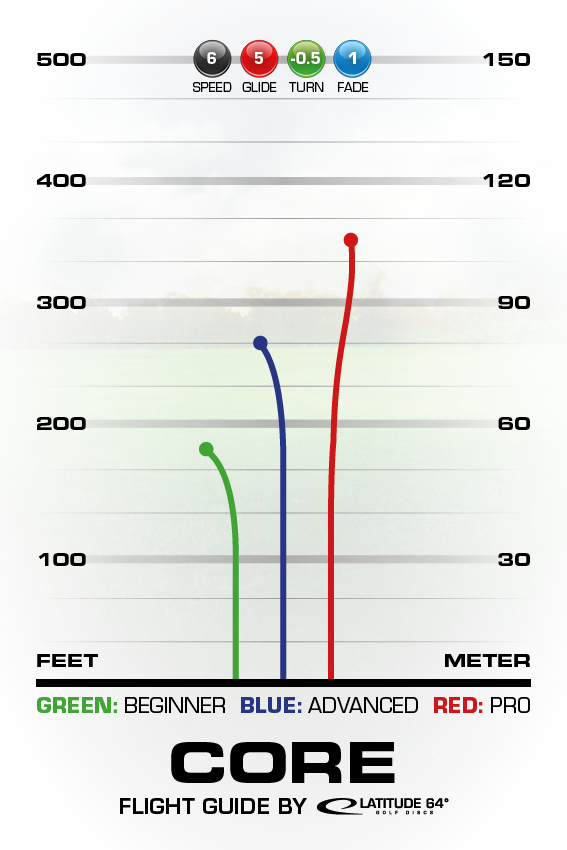 500 6 5 -0.5 1 150
SPEED GLIDE TURN FADE
400 120
300 90
200 60
100 30
FEET METER
GREEN: BEGINNER BLUE: ADVANCED RED: PRO
CORE
FLIGHT GUIDE BY LATITUDE 64°
GOLF DISCS